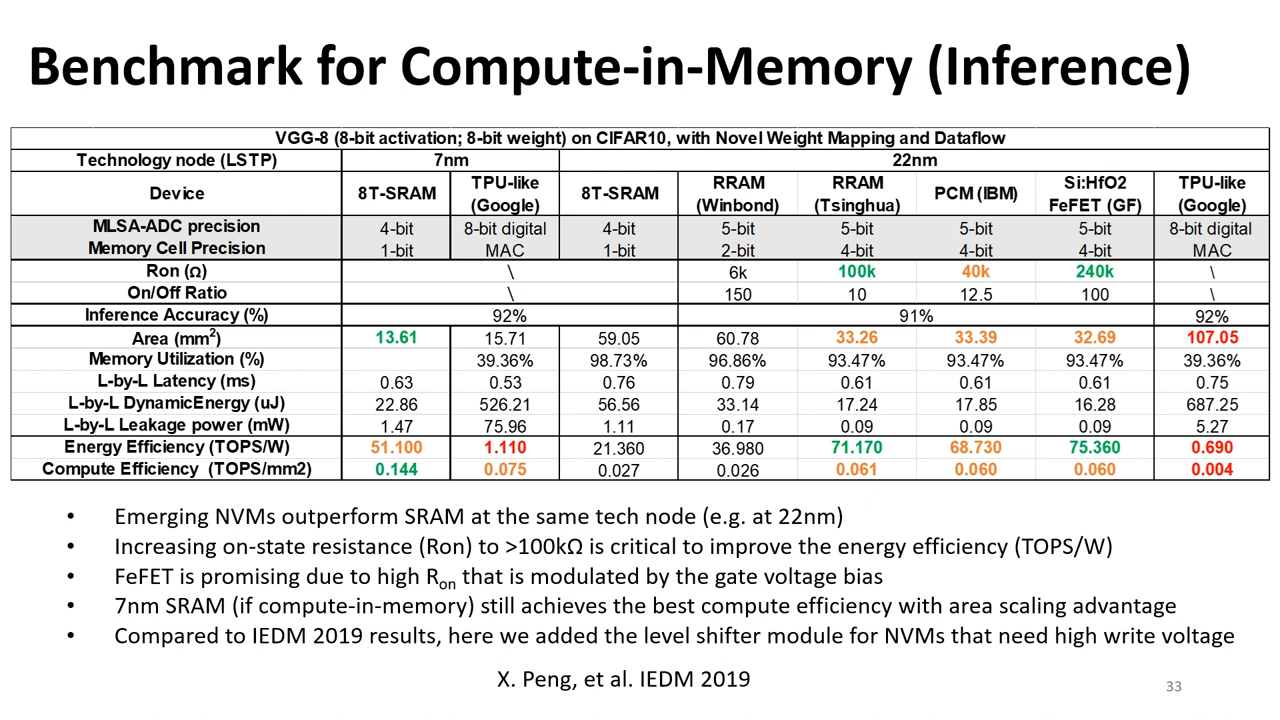 Benchmark for Compute-in-Memory (Inference)
VGG-8 (8-bit activation; 8-bit weight) on CIFAR10, with Novel Weight Mapping and Dataflow
Technology node (LSTP) 7nm 22nm
Device 8T-SRAM TPU-like (Google) 8T-SRAM RRAM (Winbond) RRAM (Tsinghua) PCM (IBM) Si:HfO2 FeFET (GF) TPU-like (Google)
MLSA-ADC precision 4-bit 8-bit digital 4-bit 5-bit 5-bit 5-bit 5-bit 8-bit digital
Memory Cell Precision 1-bit MAC 1-bit 2-bit 4-bit 4-bit 4-bit MAC
Ron (Ω) \ 6k 100k 40k 240k \
On/Off Ratio \ 150 10 12.5 100 \
Inference Accuracy (%) 92% 91% 92%
Area (mm2) 13.61 15.71 59.05 60.78 33.26 33.39 32.69 107.05
Memory Utilization (%) 39.36% 98.73% 96.86% 93.47% 93.47% 93.47% 39.36%
L-by-L Latency (ms) 0.63 0.53 0.76 0.79 0.61 0.61 0.61 0.75
L-by-L DynamicEnergy (uJ) 22.86 526.21 56.56 33.14 17.24 17.85 16.28 687.25
L-by-L Leakage power (mW) 1.47 75.96 1.11 0.17 0.09 0.09 0.09 5.27
Energy Efficiency (TOPS/W) 51.100 1.110 21.360 36.980 71.170 68.730 75.360 0.690
Compute Efficiency (TOPS/mm2) 0.144 0.075 0.027 0.026 0.061 0.060 0.060 0.004
• Emerging NVMs outperform SRAM at the same tech node (e.g. at 22nm)
• Increasing on-state resistance (Ron) to >100kΩ is critical to improve the energy efficiency (TOPS/W)
• FeFET is promising due to high Ron that is modulated by the gate voltage bias
• 7nm SRAM (if compute-in-memory) still achieves the best compute efficiency with area scaling advantage
• Compared to IEDM 2019 results, here we added the level shifter module for NVMs that need high write voltage
X. Peng, et al. IEDM 2019
33